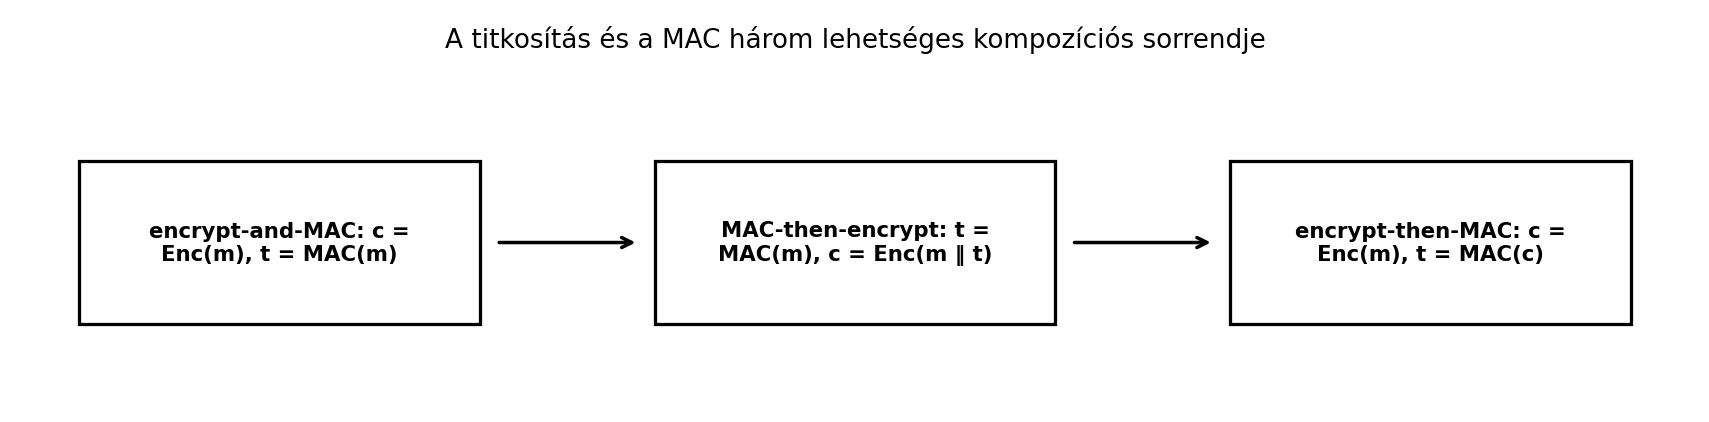 A titkosítás és a MAC három lehetséges kompozíciós sorrendje
encrypt-and-MAC: c =
Enc(m), t = MAC(m)
MAC-then-encrypt: t =
MAC(m), c = Enc(m ‖ t)
encrypt-then-MAC: c =
Enc(m), t = MAC(c)